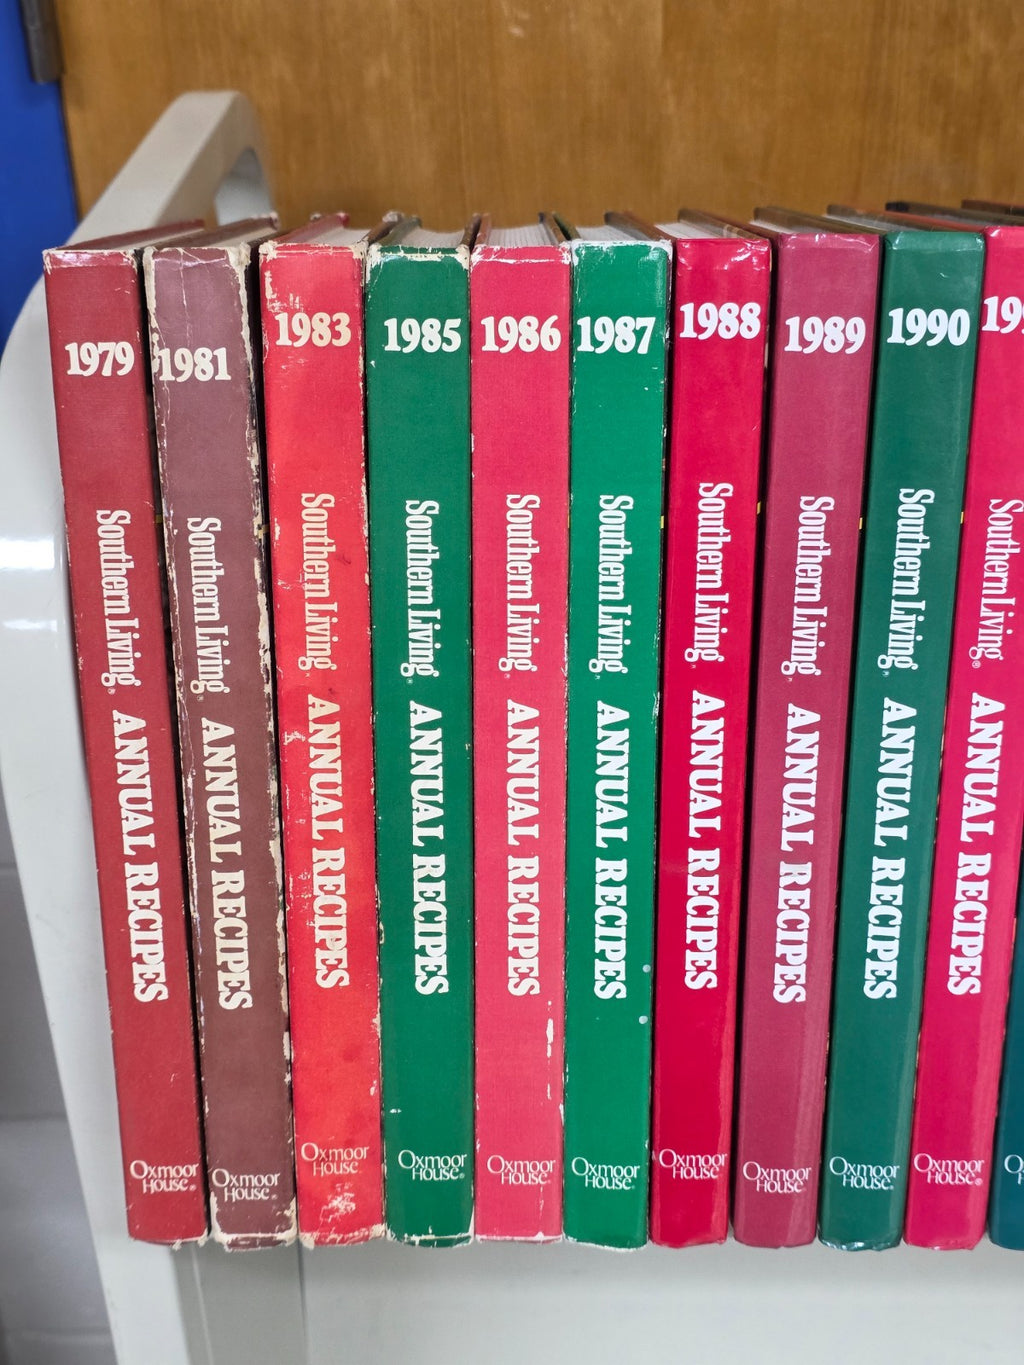 1979
Southern Living®
ANNUAL RECIPES
Oxmoor
House®
1981
Southern Living®
ANNUAL RECIPES
Oxmoor
House®
1983
Southern Living®
ANNUAL RECIPES
Oxmoor
House
1985
Southern Living®
ANNUAL RECIPES
Oxmoor
House®
1986
Southern Living®
ANNUAL RECIPES
Oxmoor
House®
1987
Southern Living®
ANNUAL RECIPES
Oxmoor
House®
1988
Southern Living®
ANNUAL RECIPES
Oxmoor
House®
1989
Southern Living®
ANNUAL RECIPES
Oxmoor
House®
1990
Southern Living®
ANNUAL RECIPES
Oxmoor
House®
Southern Living®
ANNUAL RECIPES
Oxmoor
House®